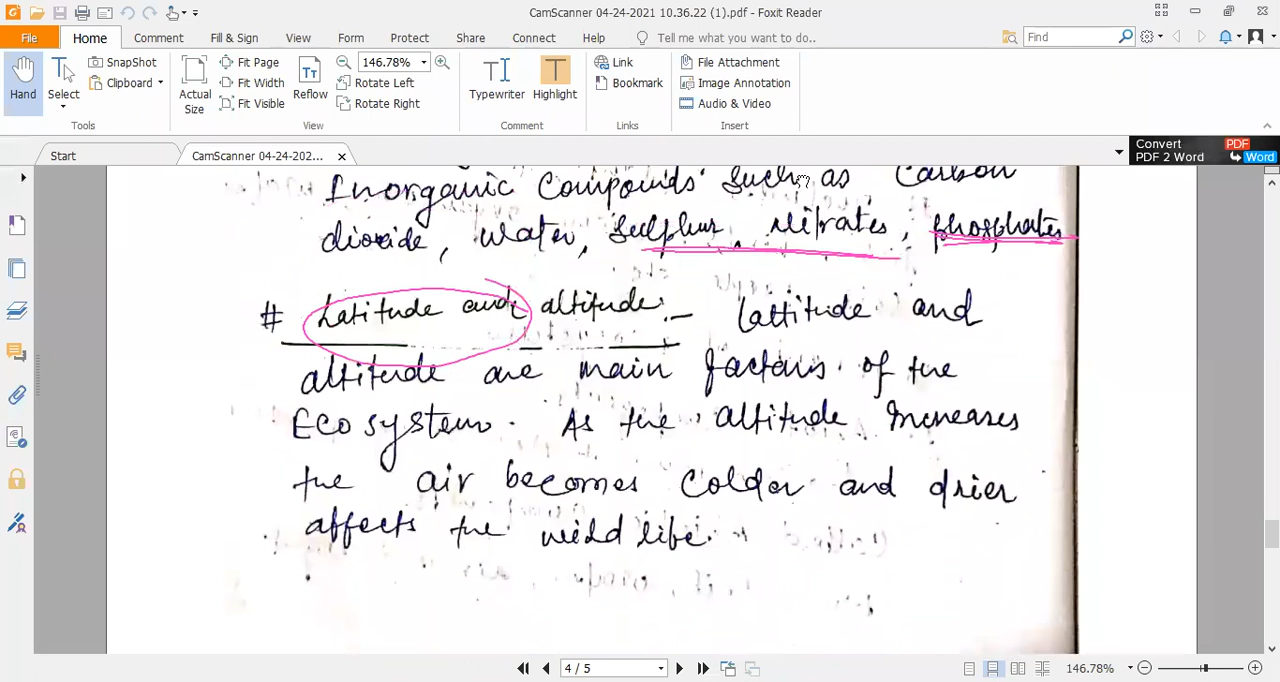 CamScanner 04-24-2021 10.36.22 (1).pdf - Foxit Reader
File Home Comment Fill & Sign View Form Protect Share Connect Help Tell me what you want to do.. Find
Hand Select SnapShot Clipboard Actual Size Fit Page Fit Width Fit Visible Reflow 146.78% Rotate Left Rotate Right Typewriter Highlight Link Bookmark File Attachment Image Annotation Audio & Video
Tools View Comment Links Insert
Start CamScanner 04-24-202... Convert PDF 2 Word PDF Word
Inorganic Compounds such as Carbon
dioxide, water, sulphur, Nitrates, phosphates
# Latitude and altitude:- Lattitude and
altitude are main factors of the
Ecosystem. As the altitude Increases
the air becomes Colder and drier
affects the wild life.
4 / 5 146.78%